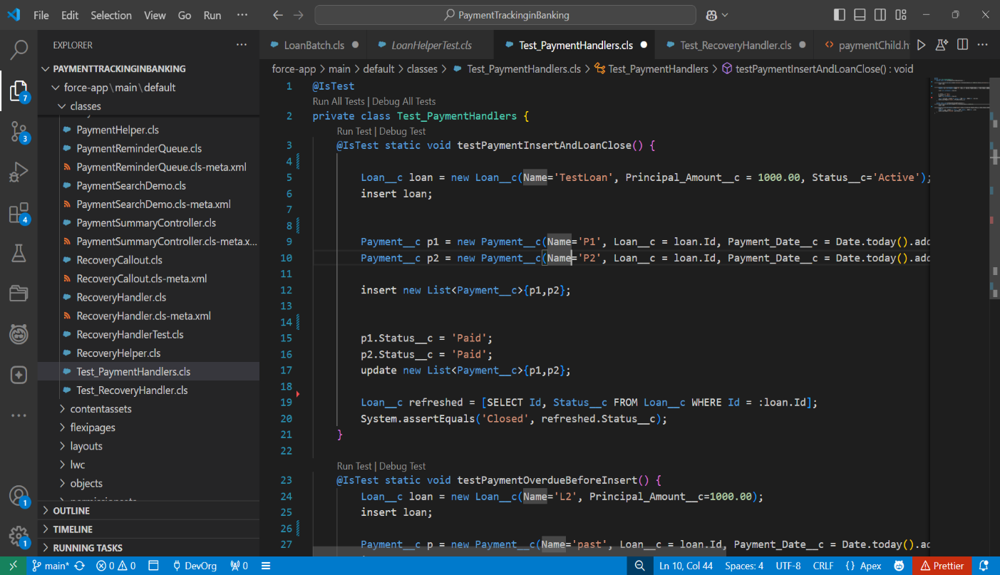 File Edit Selection View Go Run ··· PaymentTrackinginBanking
EXPLORER ···
PAYMENTTRACKINGINBANKING
force-app\main\default
classes
PaymentHelper.cls
PaymentReminderQueue.cls
PaymentReminderQueue.cls-meta.xml
PaymentSearchDemo.cls
PaymentSearchDemo.cls-meta.xml
PaymentSummaryController.cls
PaymentSummaryController.cls-meta.x...
RecoveryCallout.cls
RecoveryCallout.cls-meta.xml
RecoveryHandler.cls
RecoveryHandler.cls-meta.xml
RecoveryHandlerTest.cls
RecoveryHelper.cls
Test_PaymentHandlers.cls
Test_RecoveryHandler.cls
contentassets
flexipages
layouts
lwc
objects
OUTLINE
TIMELINE
RUNNING TASKS
7
3
4
1
1
LoanBatch.cls LoanHelperTest.cls Test_PaymentHandlers.cls Test_RecoveryHandler.cls paymentChild.h
force-app > main > default > classes > Test_PaymentHandlers.cls > Test_PaymentHandlers > testPaymentInsertAndLoanClose() : void
1 @IsTest
Run All Tests | Debug All Tests
2 private class Test_PaymentHandlers {
Run Test | Debug Test
3 @IsTest static void testPaymentInsertAndLoanClose() {
4
5 Loan__c loan = new Loan__c(Name='TestLoan', Principal_Amount__c = 1000.00, Status__c='Active');
6 insert loan;
7
8
9 Payment__c p1 = new Payment__c(Name='P1', Loan__c = loan.Id, Payment_Date__c = Date.today().add
10 Payment__c p2 = new Payment__c(Name='P2', Loan__c = loan.Id, Payment_Date__c = Date.today().add
11
12 insert new List<Payment__c>{p1,p2};
13
14
15 p1.Status__c = 'Paid';
16 p2.Status__c = 'Paid';
17 update new List<Payment__c>{p1,p2};
18
19 Loan__c refreshed = [SELECT Id, Status__c FROM Loan__c WHERE Id = :loan.Id];
20 System.assertEquals('Closed', refreshed.Status__c);
21 }
22
Run Test | Debug Test
23 @IsTest static void testPaymentOverdueBeforeInsert() {
24 Loan__c loan = new Loan__c(Name='L2', Principal_Amount__c=1000.00);
25 insert loan;
26
27 Payment__c p = new Payment__c(Name='past', Loan__c = loan.Id, Payment_Date__c = Date.today().ad
main* 0 0 DevOrg 0 Ln 10, Col 44 Spaces: 4 UTF-8 CRLF {} Apex Prettier